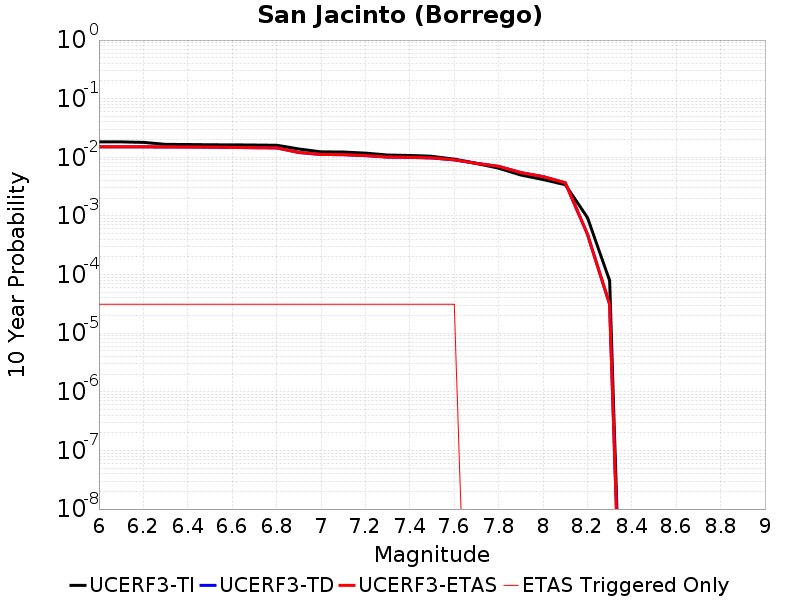 San Jacinto (Borrego)
10^0
10^-1
10^-2
10^-3
10^-4
10^-5
10^-6
10^-7
10^-8
10 Year Probability
6 6.2 6.4 6.6 6.8 7 7.2 7.4 7.6 7.8 8 8.2 8.4 8.6 8.8 9
Magnitude
UCERF3-TI UCERF3-TD UCERF3-ETAS ETAS Triggered Only